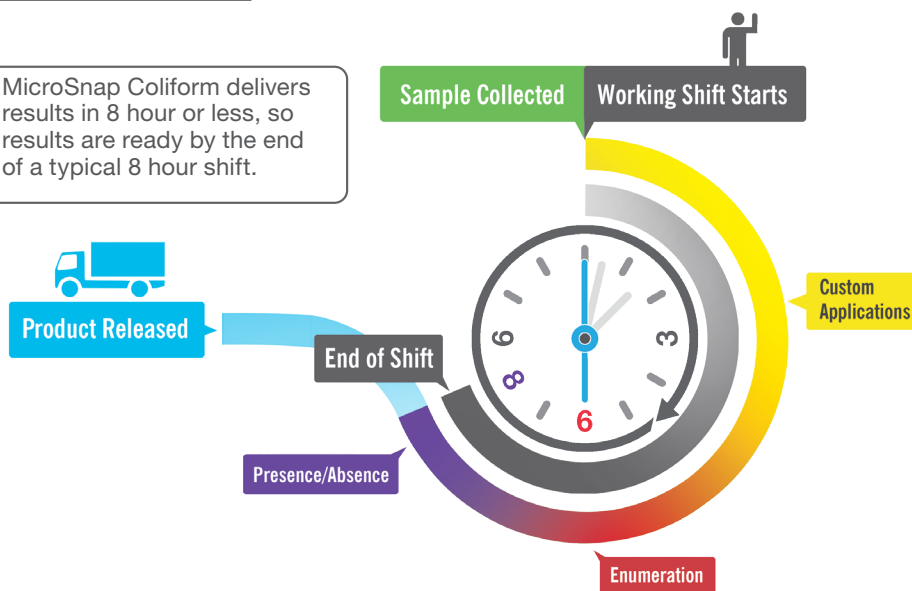 MicroSnap Coliform delivers
results in 8 hour or less, so
results are ready by the end
of a typical 8 hour shift.
Sample Collected
Working Shift Starts
Custom
Applications
Product Released
End of Shift
9
3
8
6
Presence/Absence
Enumeration